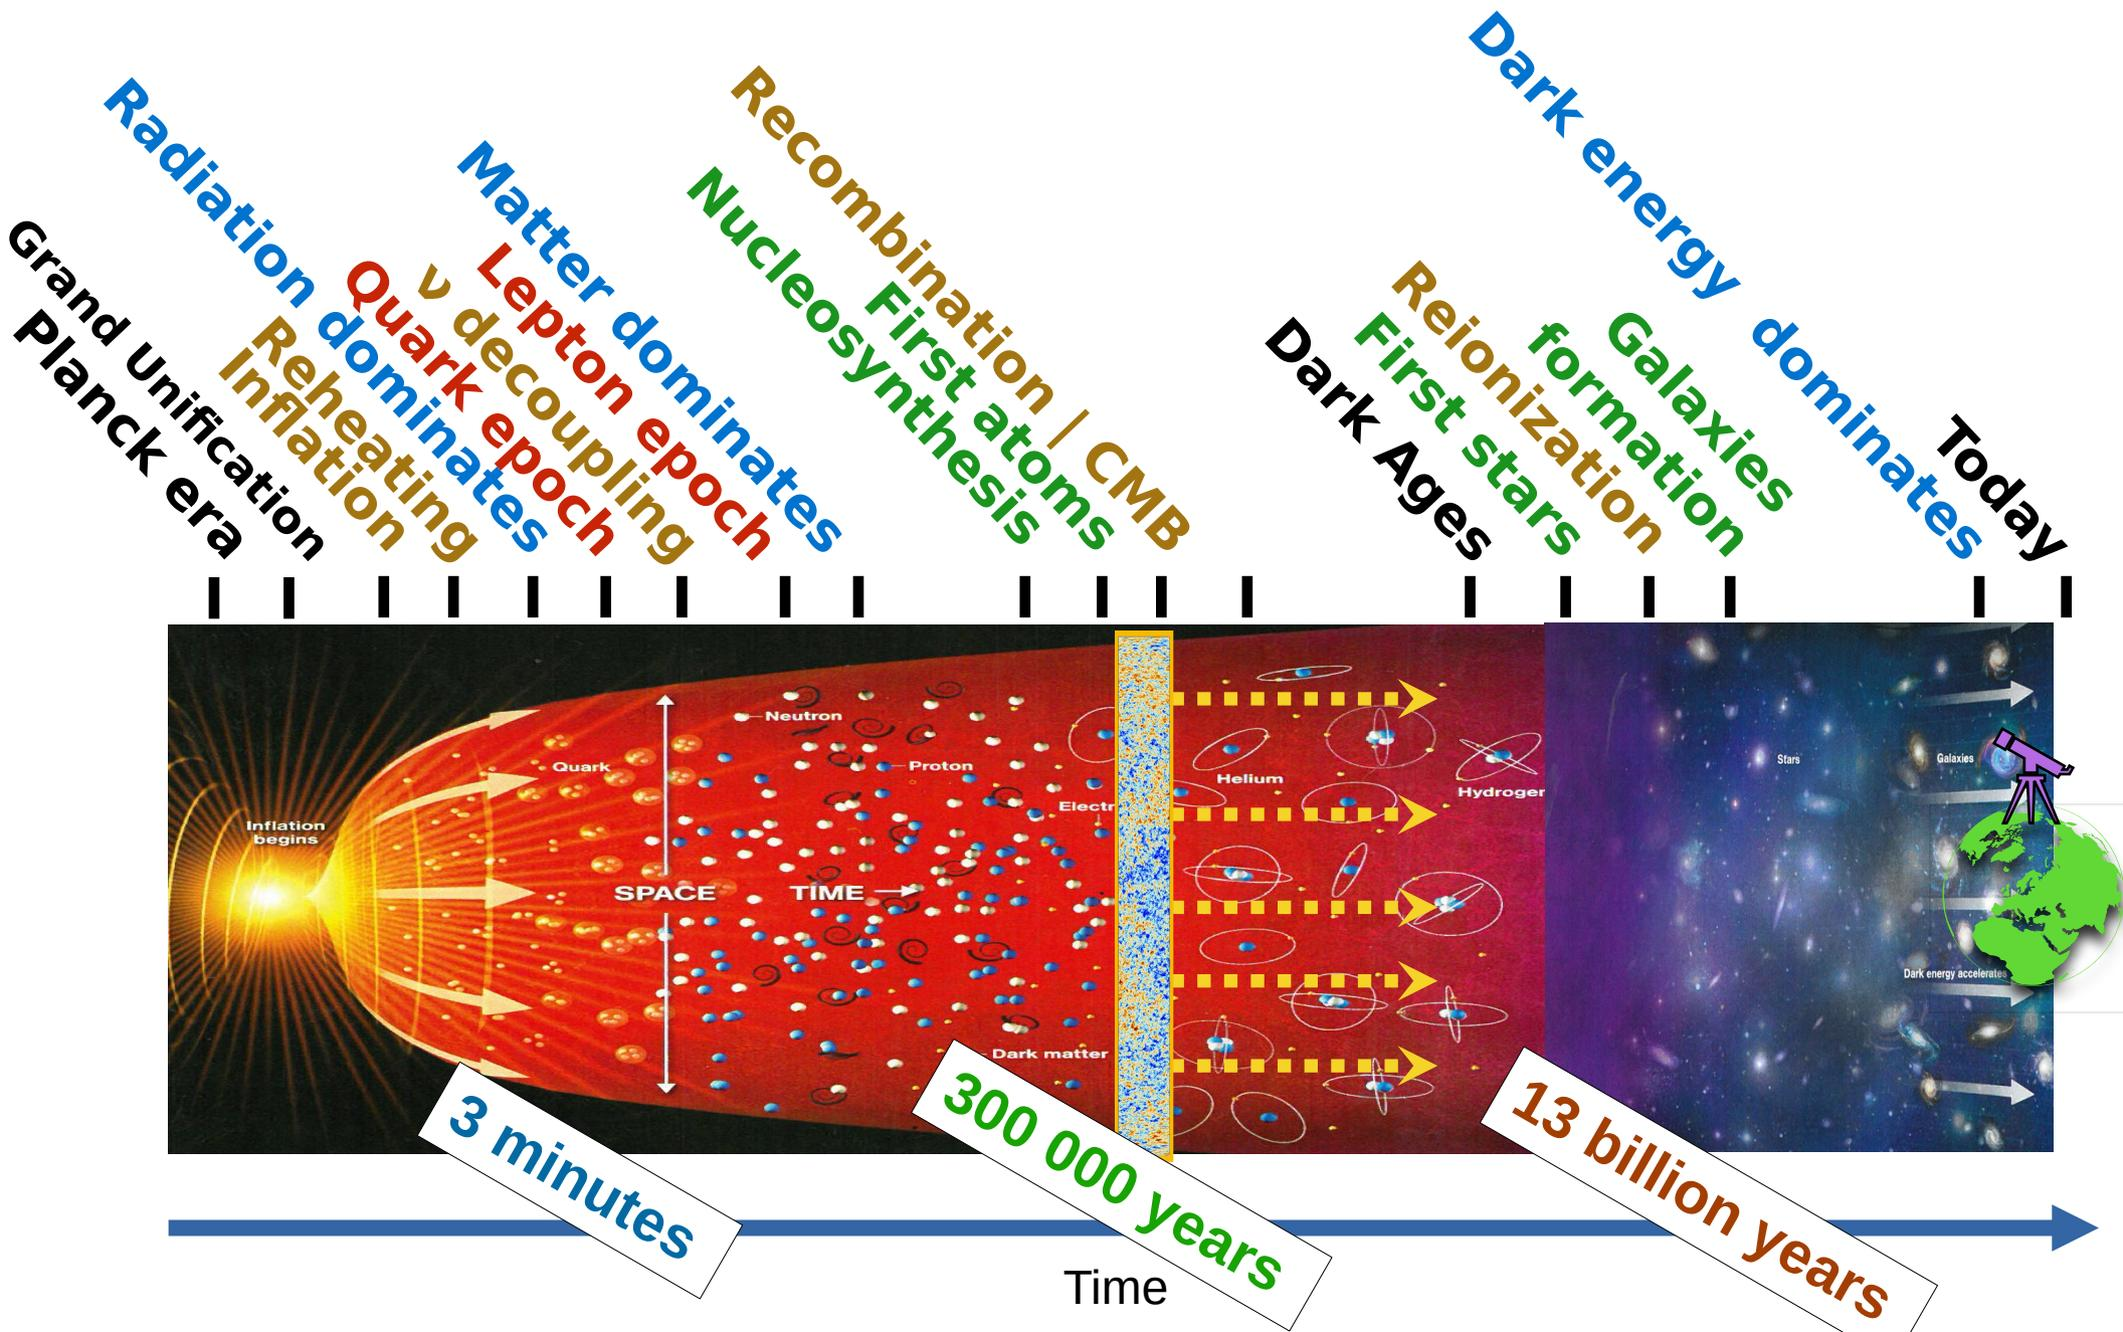 Planck era
Grand Unification
Inflation
Reheating
Radiation dominates
Quark epoch
ν decoupling
Lepton epoch
Matter dominates
Nucleosynthesis
First atoms
Recombination | CMB
Dark Ages
First stars
Reionization
Galaxies
formation
Dark energy dominates
Today
Inflation
begins
Quark
SPACE
Neutron
Proton
Electr
TIME
Dark matter
Helium
Hydrogen
Stars
Galaxies
Dark energy accelerates
3 minutes
300 000 years
13 billion years
Time